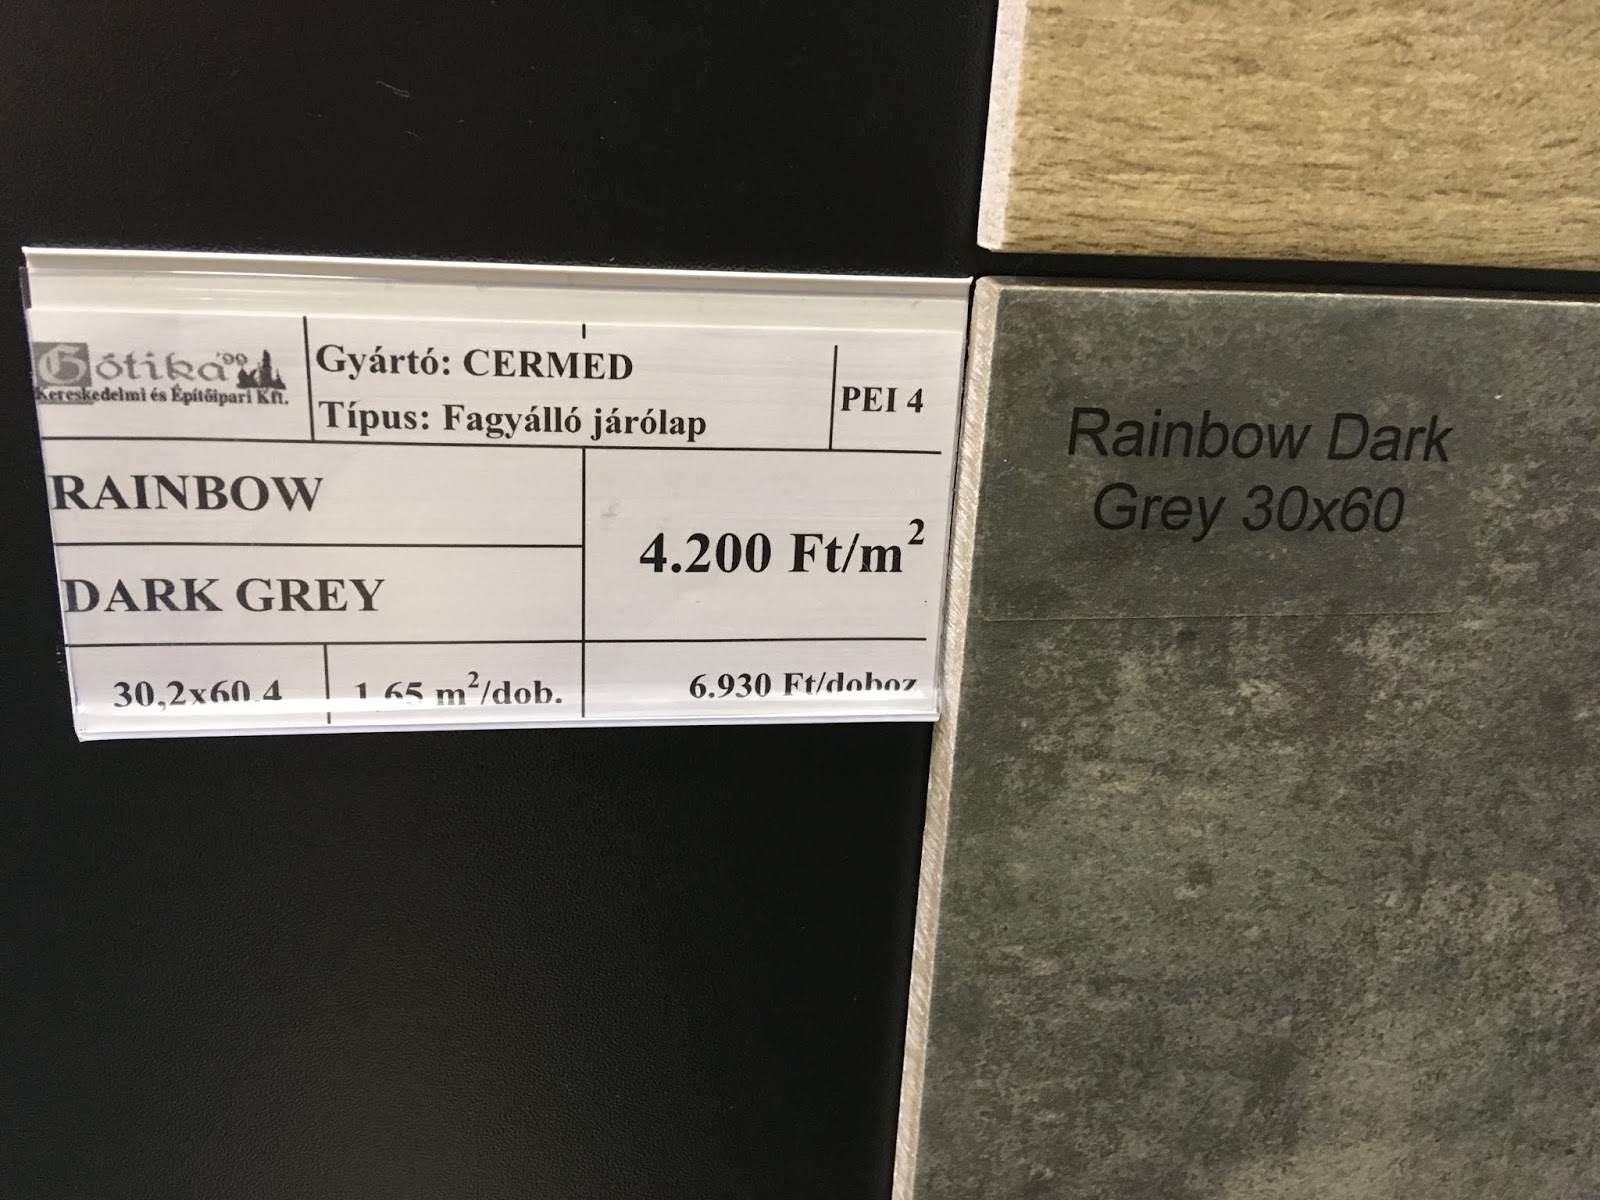 Gótika'99
Kereskedelmi és Építőipari Kft.
Gyártó: CERMED
Típus: Fagyálló járólap
PEI 4
RAINBOW
DARK GREY
4.200 Ft/m²
30,2x60,4
1,65 m²/dob.
6.930 Ft/doboz
Rainbow Dark
Grey 30x60